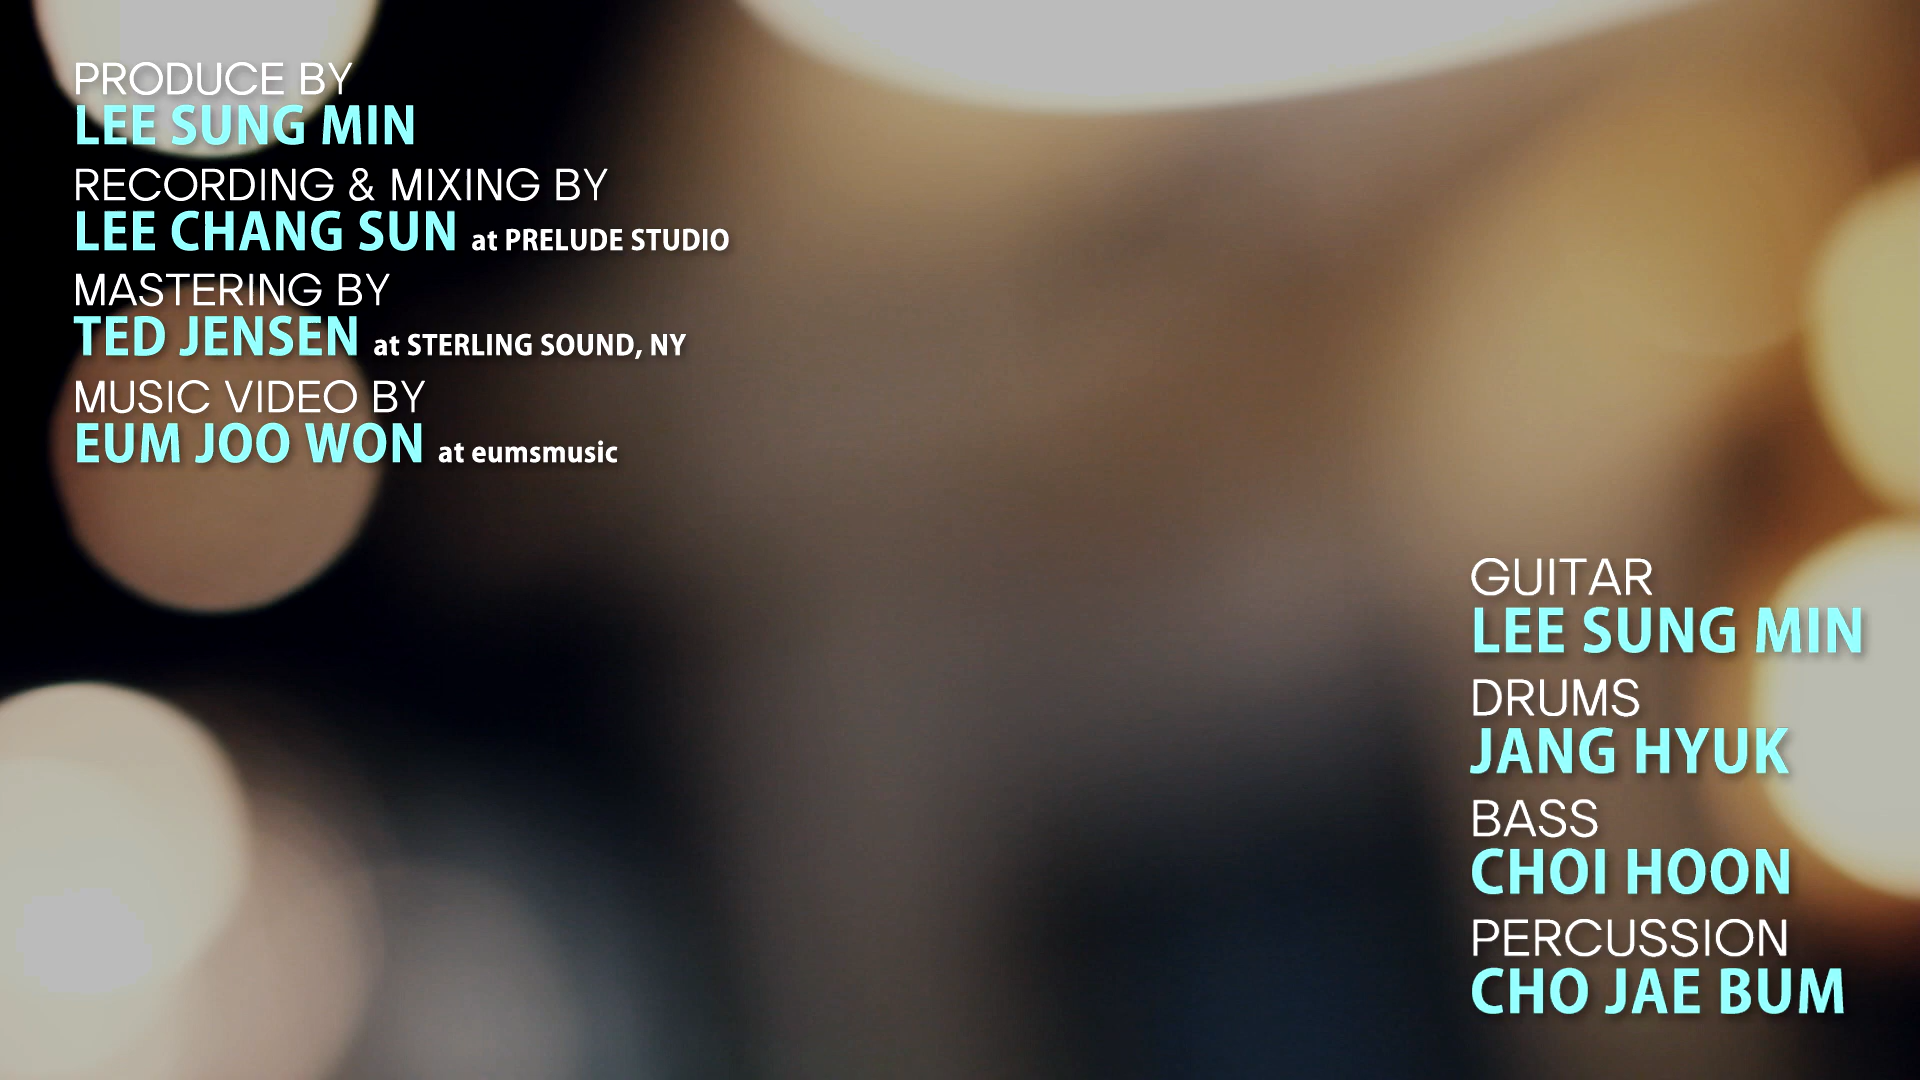 PRODUCE BY
LEE SUNG MIN
RECORDING & MIXING BY
LEE CHANG SUN at PRELUDE STUDIO
MASTERING BY
TED JENSEN at STERLING SOUND, NY
MUSIC VIDEO BY
EUM JOO WON at eumsmusic
GUITAR
LEE SUNG MIN
DRUMS
JANG HYUK
BASS
CHOI HOON
PERCUSSION
CHO JAE BUM